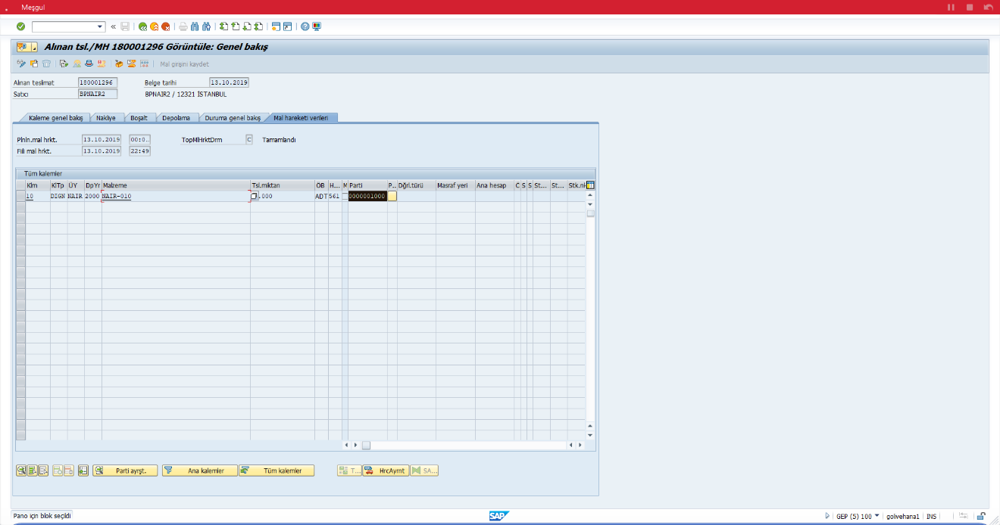 Meşgul
«
Alınan tsl./MH 180001296 Görüntüle: Genel bakış
Mal girişini kaydet
Alınan teslimat 180001296 Belge tarihi 13.10.2019
Satıcı BPNAIR2 BPNAIR2 / 12321 İSTANBUL
Kaleme genel bakış Nakliye Boşalt Depolama Duruma genel bakış Mal hareketi verileri
Plnln.mal hrkt. 13.10.2019 00:0.. TopMlHrktDrm C Tamamlandı
Fiili mal hrkt. 13.10.2019 22:49
Tüm kalemler
Klm KlTp ÜY DpYr Malzeme Tsl.miktarı ÖB H... M Parti P.. Dğrl.türü Masraf yeri Ana hesap Ö S S St... St... Stk.nı
10 DIGN NAIR 2000 NAIR-010 .000 ADT 561 0000001000
Parti ayrşt. Ana kalemler Tüm kalemler T... HrcAyrnt SA...
Pano için blok seçildi SAP GEP (5) 100 golivehana1 INS